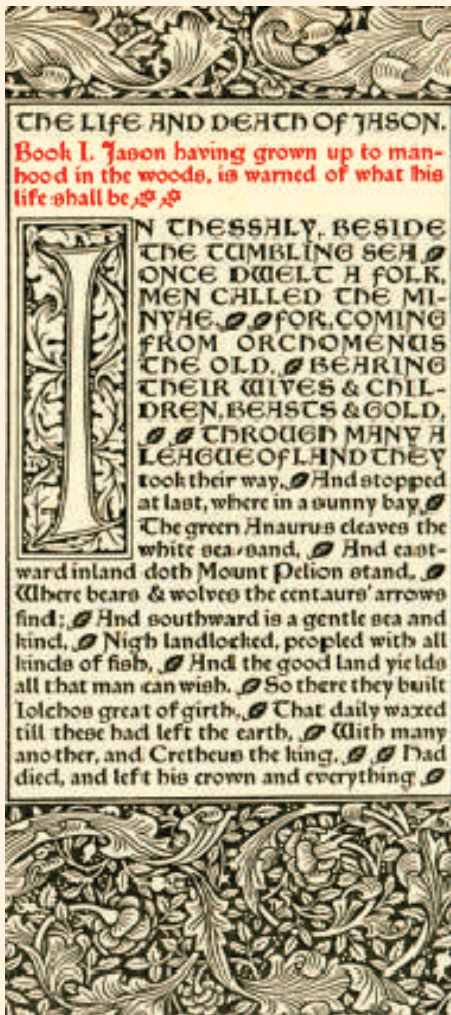 THE LIFE AND DEATH OF JASON.
Book I. Jason having grown up to man-
hood in the woods, is warned of what his
life shall be
IN THESSALY, BESIDE
THE TUMBLING SEA
ONCE DWELT A FOLK,
MEN CALLED THE MI-
NYAE, FOR, COMING
FROM ORCHOMENUS
THE OLD, BEARING
THEIR WIVES & CHIL-
DREN, BEASTS & GOLD,
THROUGH MANY A
LEAGUE OF LAND THEY
took their way, And stopped
at last, where in a sunny bay
The green Anaurus cleaves the
white sea-sand, And east-
ward inland doth Mount Pelion stand,
Where bears & wolves the centaurs' arrows
find; And southward is a gentle sea and
kind, Nigh landlocked, peopled with all
kinds of fish, And the good land yields
all that man can wish. So there they built
Iolchos great of girth, That daily waxed
till these had left the earth, With many
another, and Cretheus the king, Had
died, and left his crown and everything